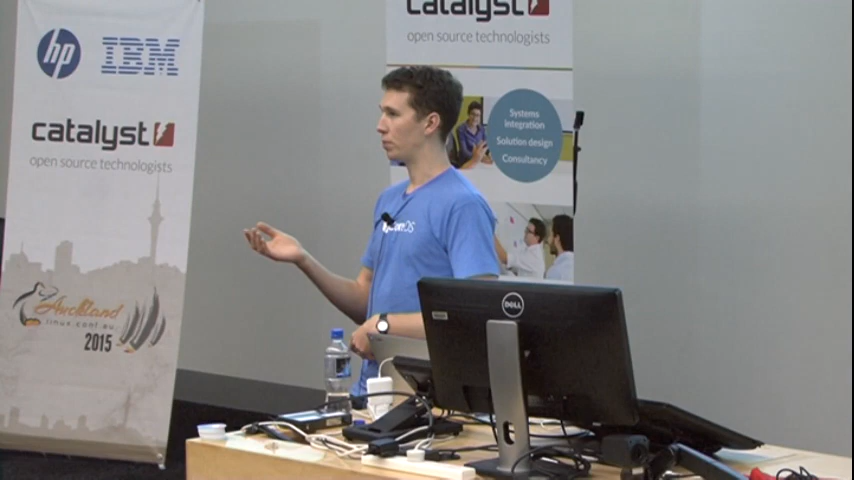 hp
IBM
catalyst
open source technologists
Auckland
linux.conf.au
2015
catalyst
open source technologists
Systems
integration
Solution design
Consultancy
OS
DELL